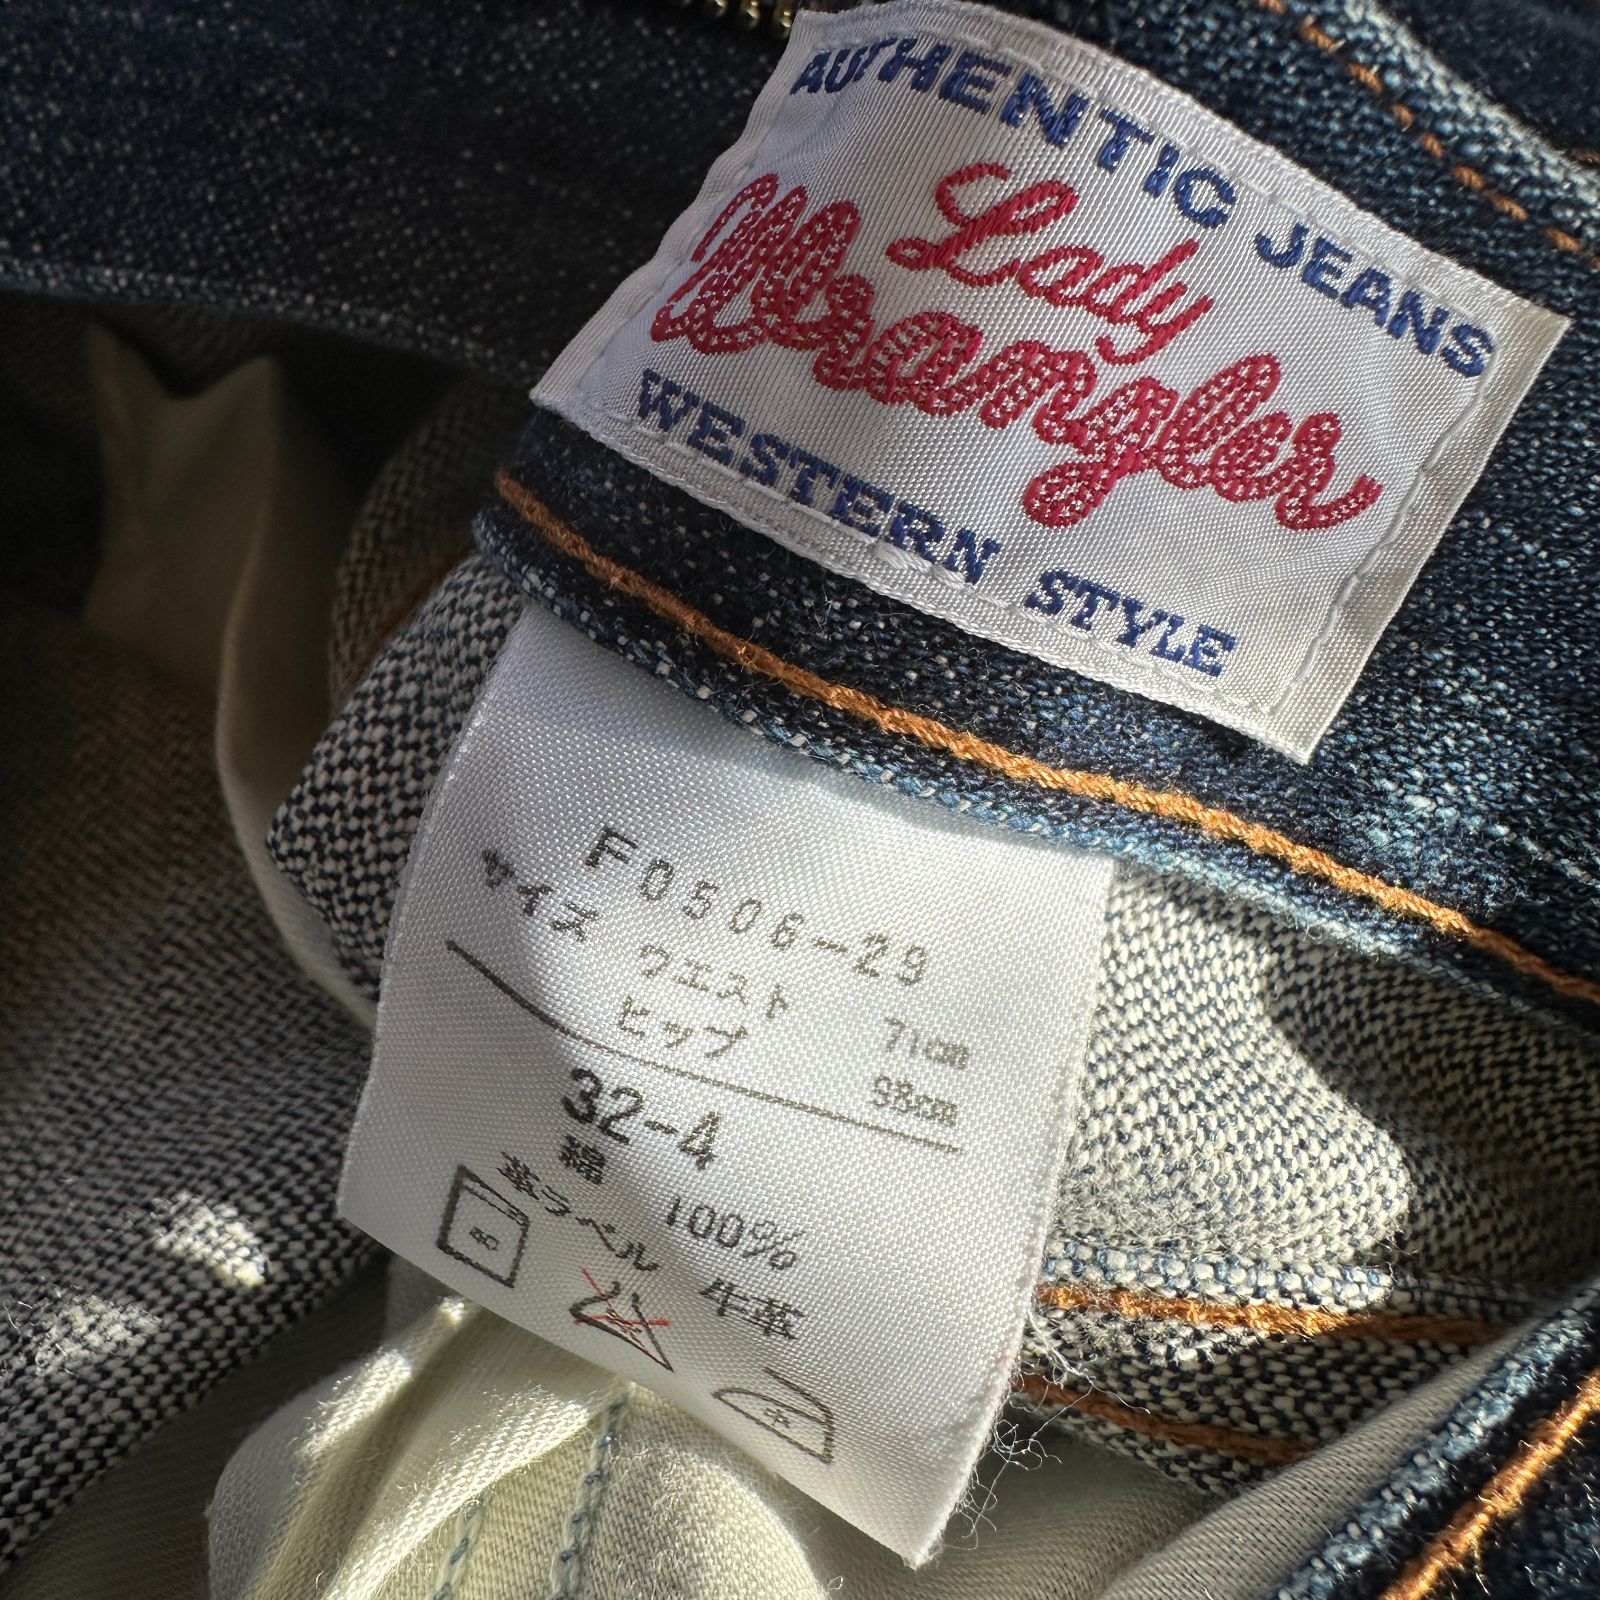 AUTHENTIC JEANS
Lady
Wrangler
WESTERN STYLE
F0506-29
サイズ ウエスト 71cm
ヒップ 98cm
32-4
綿 100%
革ラベル 牛革